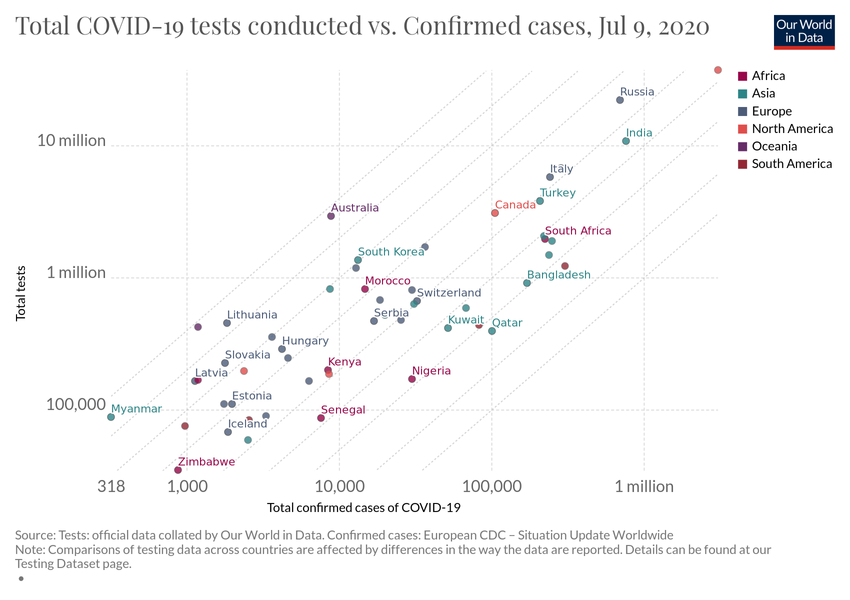 Total COVID-19 tests conducted vs. Confirmed cases, Jul 9, 2020
Our World
in Data
Africa
Asia
Europe
North America
Oceania
South America
Russia
10 million
India
Italy
Turkey
Australia
Canada
South Africa
South Korea
1 million
Bangladesh
Morocco
Switzerland
Lithuania
Serbia
Kuwait
Qatar
Hungary
Slovakia
Latvia
Kenya
Nigeria
Estonia
100,000
Myanmar
Senegal
Iceland
Zimbabwe
Total tests
318
1,000
10,000
100,000
1 million
Total confirmed cases of COVID-19
Source: Tests: official data collated by Our World in Data. Confirmed cases: European CDC – Situation Update Worldwide
Note: Comparisons of testing data across countries are affected by differences in the way the data are reported. Details can be found at our
Testing Dataset page.